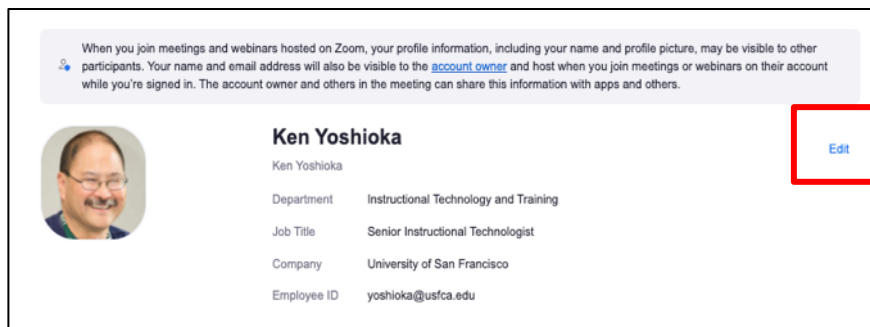 When you join meetings and webinars hosted on Zoom, your profile information, including your name and profile picture, may be visible to other
participants. Your name and email address will also be visible to the account owner and host when you join meetings or webinars on their account
while you're signed in. The account owner and others in the meeting can share this information with apps and others.
Ken Yoshioka
Edit
Ken Yoshioka
Department Instructional Technology and Training
Job Title Senior Instructional Technologist
Company University of San Francisco
Employee ID yoshioka@usfca.edu